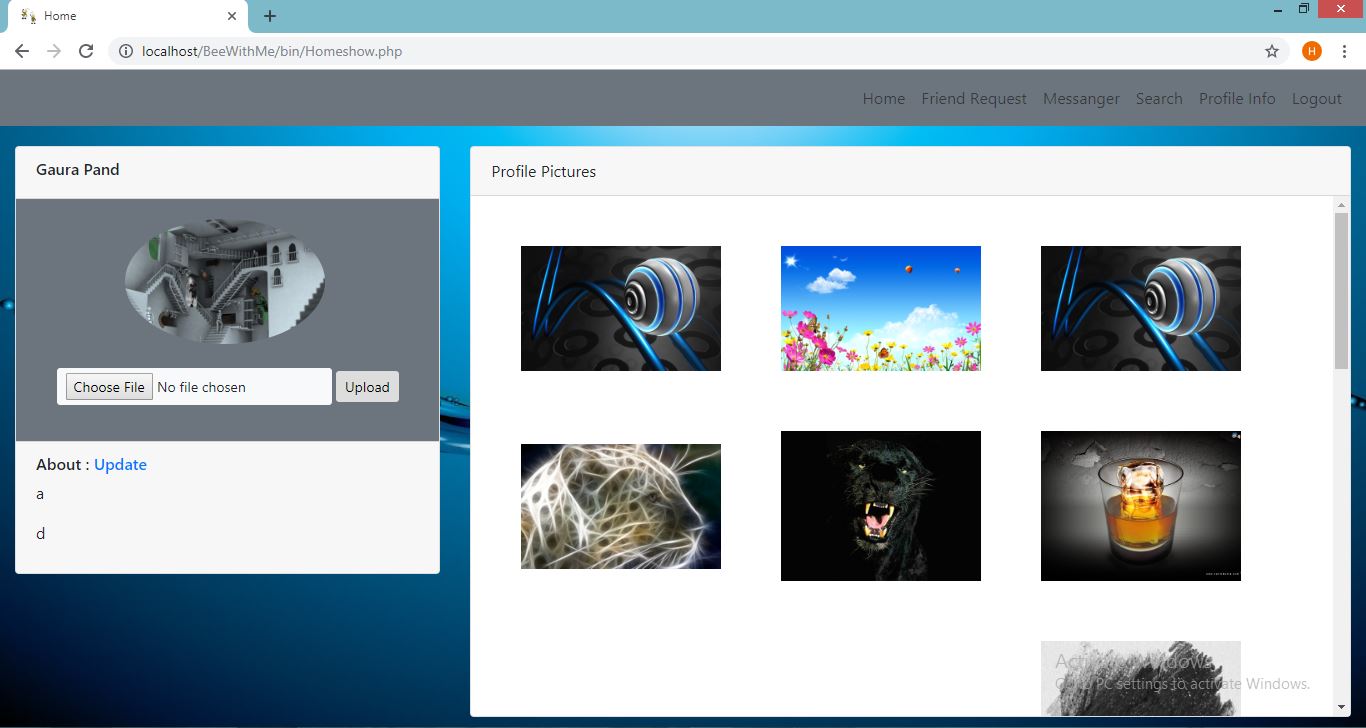 Home
localhost/BeeWithMe/bin/Homeshow.php
H
Home Friend Request Messanger Search Profile Info Logout
Gaura Pand
Profile Pictures
Choose File No file chosen Upload
About : Update
a
d
Activate Windows
Go to PC settings to activate Windows.